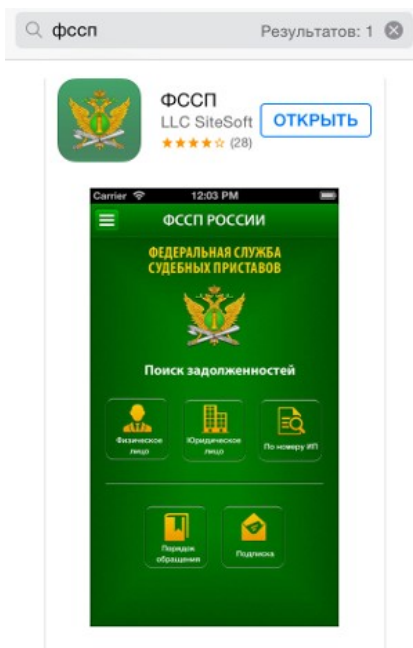 фссп
Результатов: 1
ФССП
LLC SiteSoft
ОТКРЫТЬ
(28)
Carrier
12:03 PM
ФССП РОССИИ
ФЕДЕРАЛЬНАЯ СЛУЖБА
СУДЕБНЫХ ПРИСТАВОВ
Поиск задолженностей
Физическое
лицо
Юридическое
лицо
По номеру ИП
Порядок
обращения
Подписка